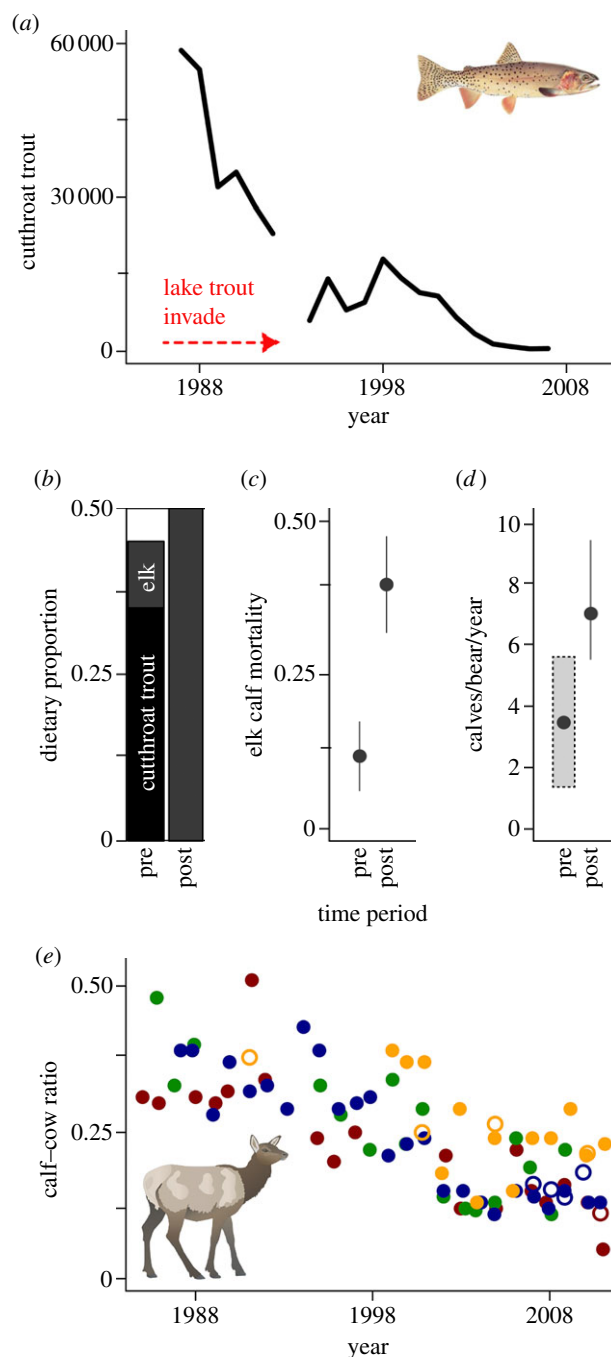 (a)
60 000
30 000
0
cutthroat trout
lake trout
invade
1988
1998
2008
year
(b)
0.50
0.25
0
dietary proportion
elk
cutthroat trout
pre
post
(c)
0.50
0.25
0
elk calf mortality
pre
post
(d)
10
8
6
4
2
0
calves/bear/year
pre
post
time period
(e)
0.50
0.25
0
calf–cow ratio
1988
1998
2008
year